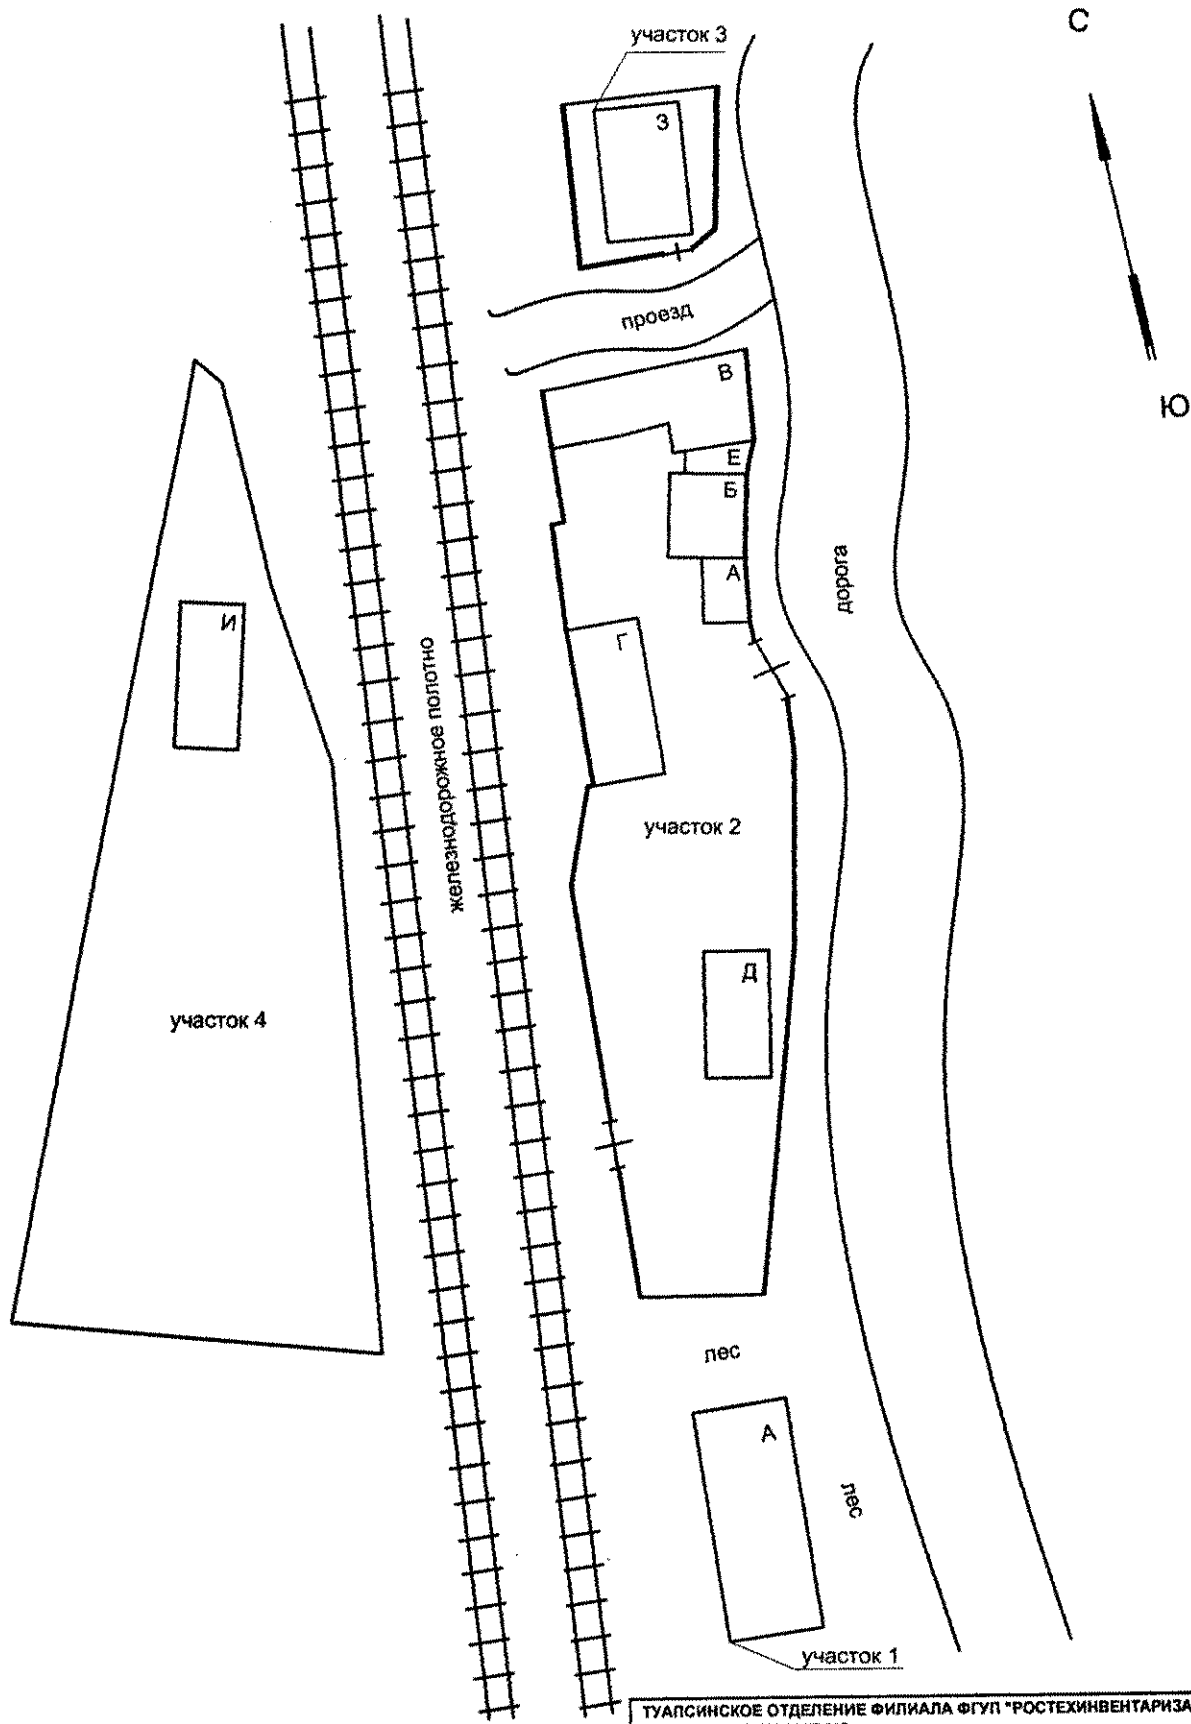 С
участок 3
З
проезд
Ю
В
Е
Б
А
дорога
И
Г
железнодорожное полотно
участок 2
Д
участок 4
лес
А
лес
участок 1
ТУАПСИНСКОЕ ОТДЕЛЕНИЕ ФИЛИАЛА ФГУП "РОСТЕХИНВЕНТАРИЗА